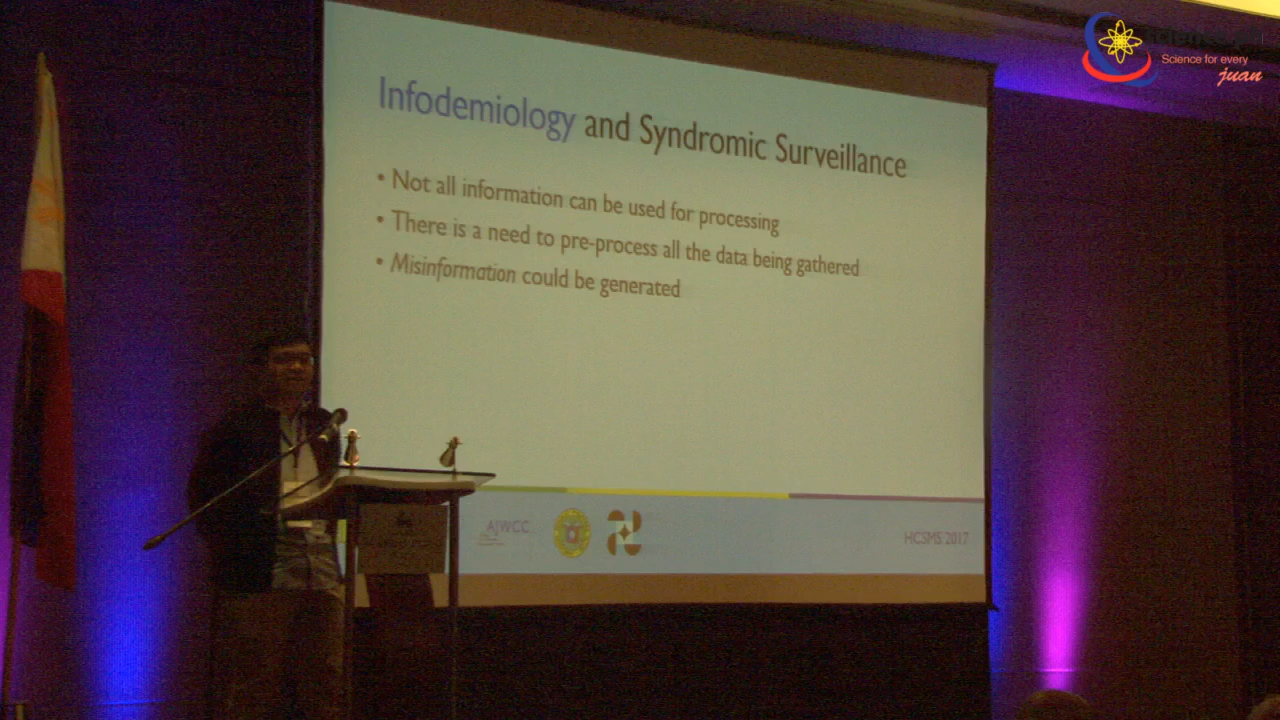 Science for every
juan
Infodemiology and Syndromic Surveillance
• Not all information can be used for processing
• There is a need to pre-process all the data being gathered
• Misinformation could be generated
AIWCC
HCSMS 2017